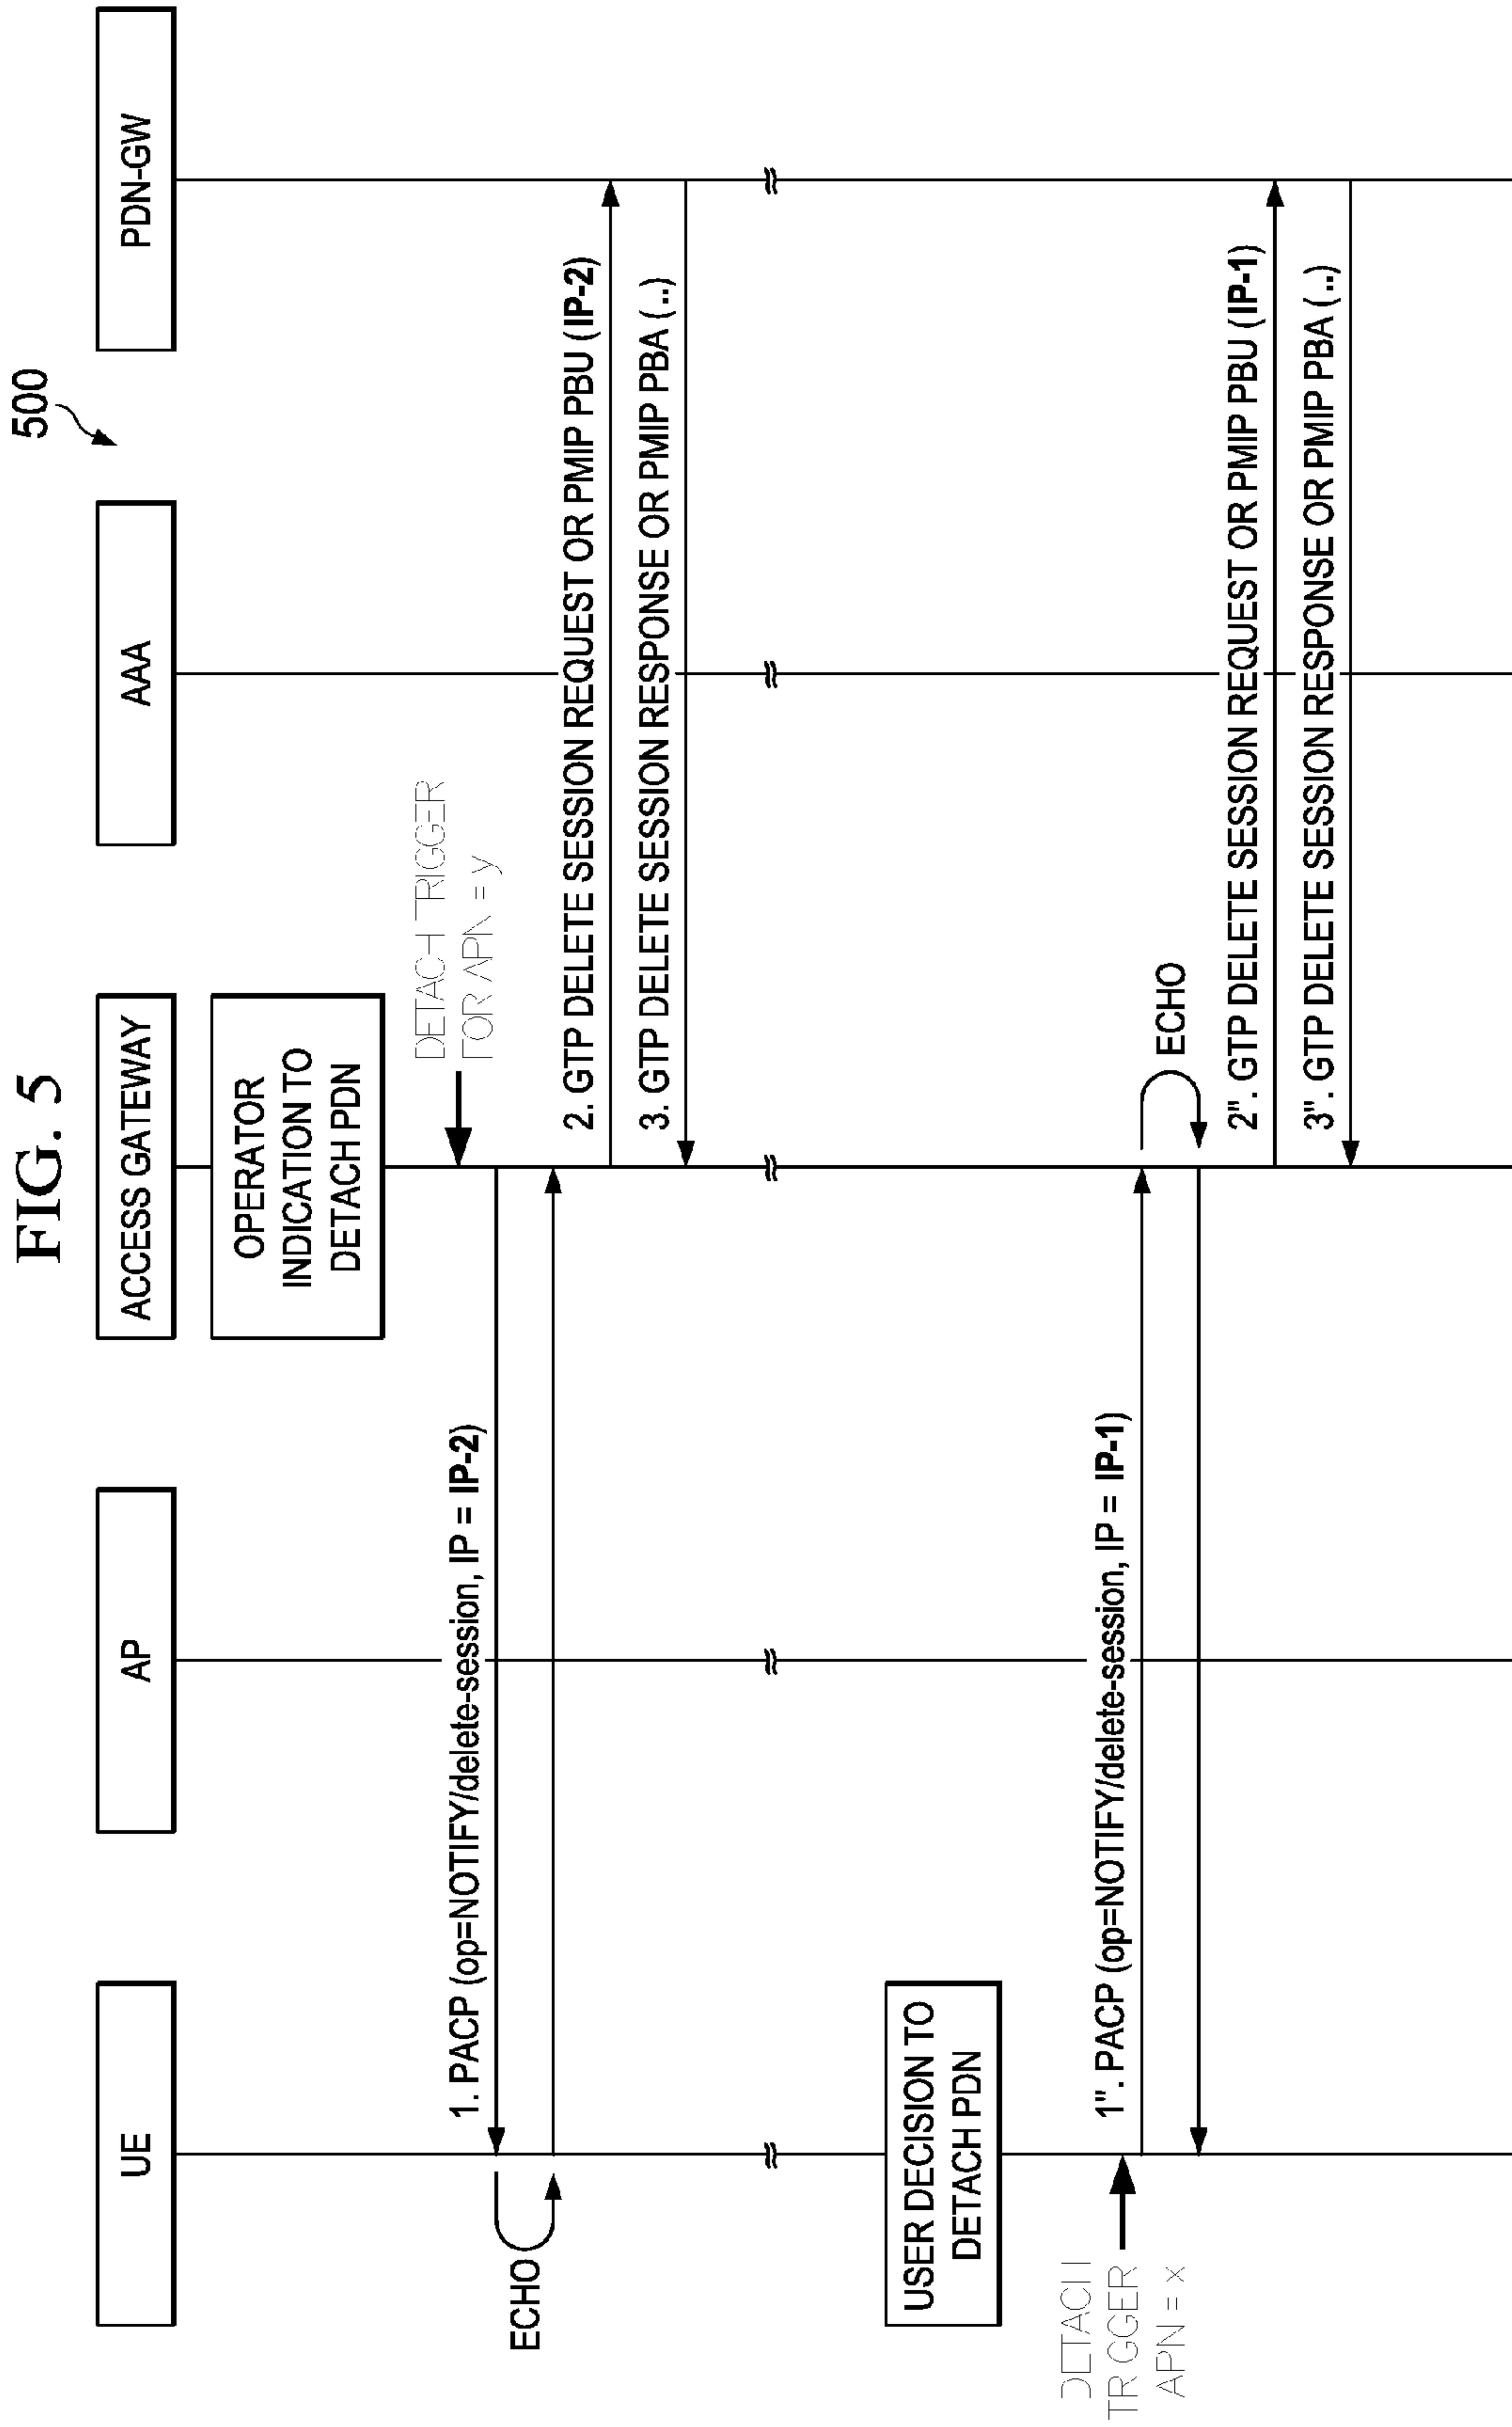 FIG. 5
500
UE
AP
ACCESS GATEWAY
AAA
PDN-GW
OPERATOR
INDICATION TO
DETACH PDN
DETACH TRIGGER
FOR APN = y
1. PACP (op=NOTIFY/delete-session, IP = IP-2)
ECHO
2. GTP DELETE SESSION REQUEST OR PMIP PBU (IP-2)
3. GTP DELETE SESSION RESPONSE OR PMIP PBA (..)
USER DECISION TO
DETACH PDN
DETACH
TRIGGER
APN = x
1". PACP (op=NOTIFY/delete-session, IP = IP-1)
ECHO
2". GTP DELETE SESSION REQUEST OR PMIP PBU (IP-1)
3". GTP DELETE SESSION RESPONSE OR PMIP PBA (..)